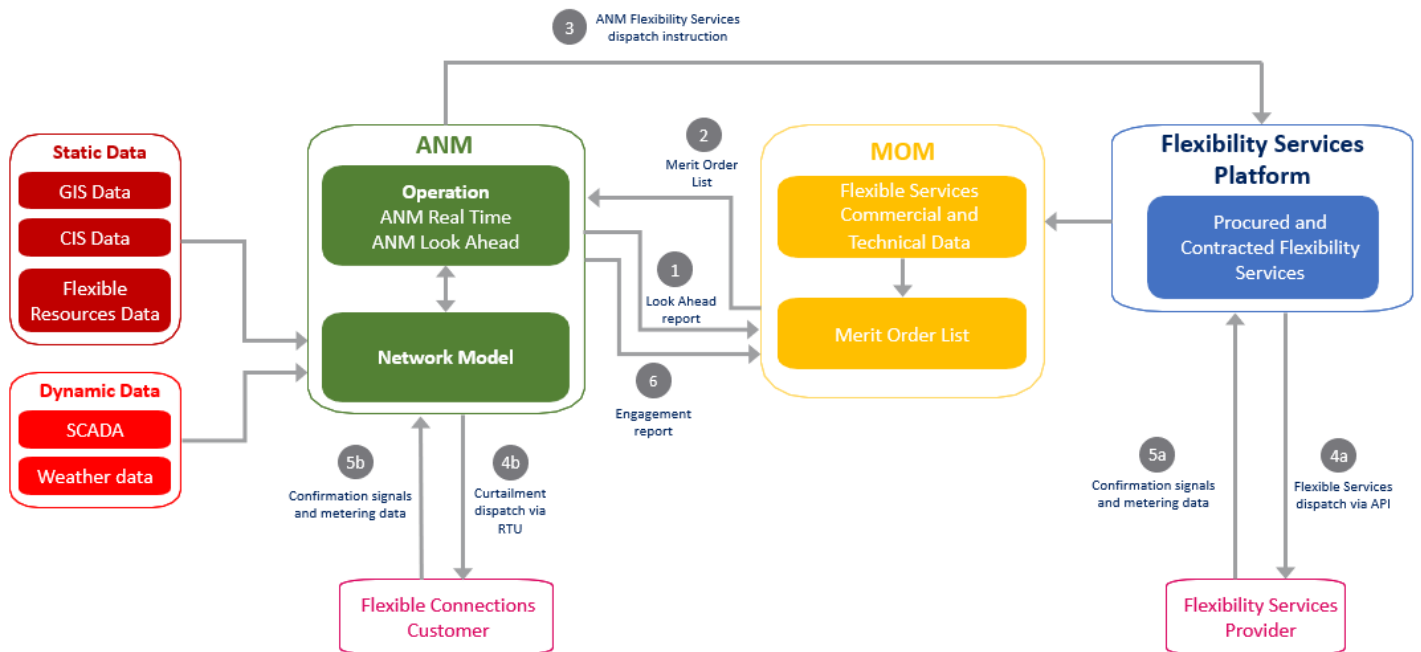 3
ANM Flexibility Services
dispatch instruction
Static Data
GIS Data
CIS Data
Flexible
Resources Data
Dynamic Data
SCADA
Weather data
ANM
Operation
ANM Real Time
ANM Look Ahead
Network Model
2
Merit Order
List
1
Look Ahead
report
6
Engagement
report
MOM
Flexible Services
Commercial and
Technical Data
Merit Order List
Flexibility Services
Platform
Procured and
Contracted Flexibility
Services
5b
Confirmation signals
and metering data
4b
Curtailment
dispatch via
RTU
5a
Confirmation signals
and metering data
4a
Flexible Services
dispatch via API
Flexible Connections
Customer
Flexibility Services
Provider